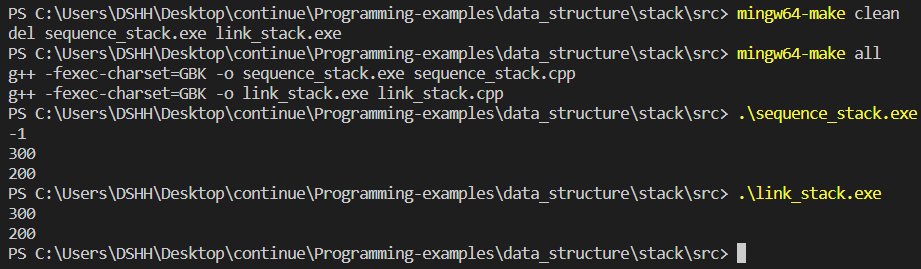 PS C:\Users\DSHH\Desktop\continue\Programming-examples\data_structure\stack\src> mingw64-make clean
del sequence_stack.exe link_stack.exe
PS C:\Users\DSHH\Desktop\continue\Programming-examples\data_structure\stack\src> mingw64-make all
g++ -fexec-charset=GBK -o sequence_stack.exe sequence_stack.cpp
g++ -fexec-charset=GBK -o link_stack.exe link_stack.cpp
PS C:\Users\DSHH\Desktop\continue\Programming-examples\data_structure\stack\src> .\sequence_stack.exe
-1
300
200
PS C:\Users\DSHH\Desktop\continue\Programming-examples\data_structure\stack\src> .\link_stack.exe
300
200
PS C:\Users\DSHH\Desktop\continue\Programming-examples\data_structure\stack\src>